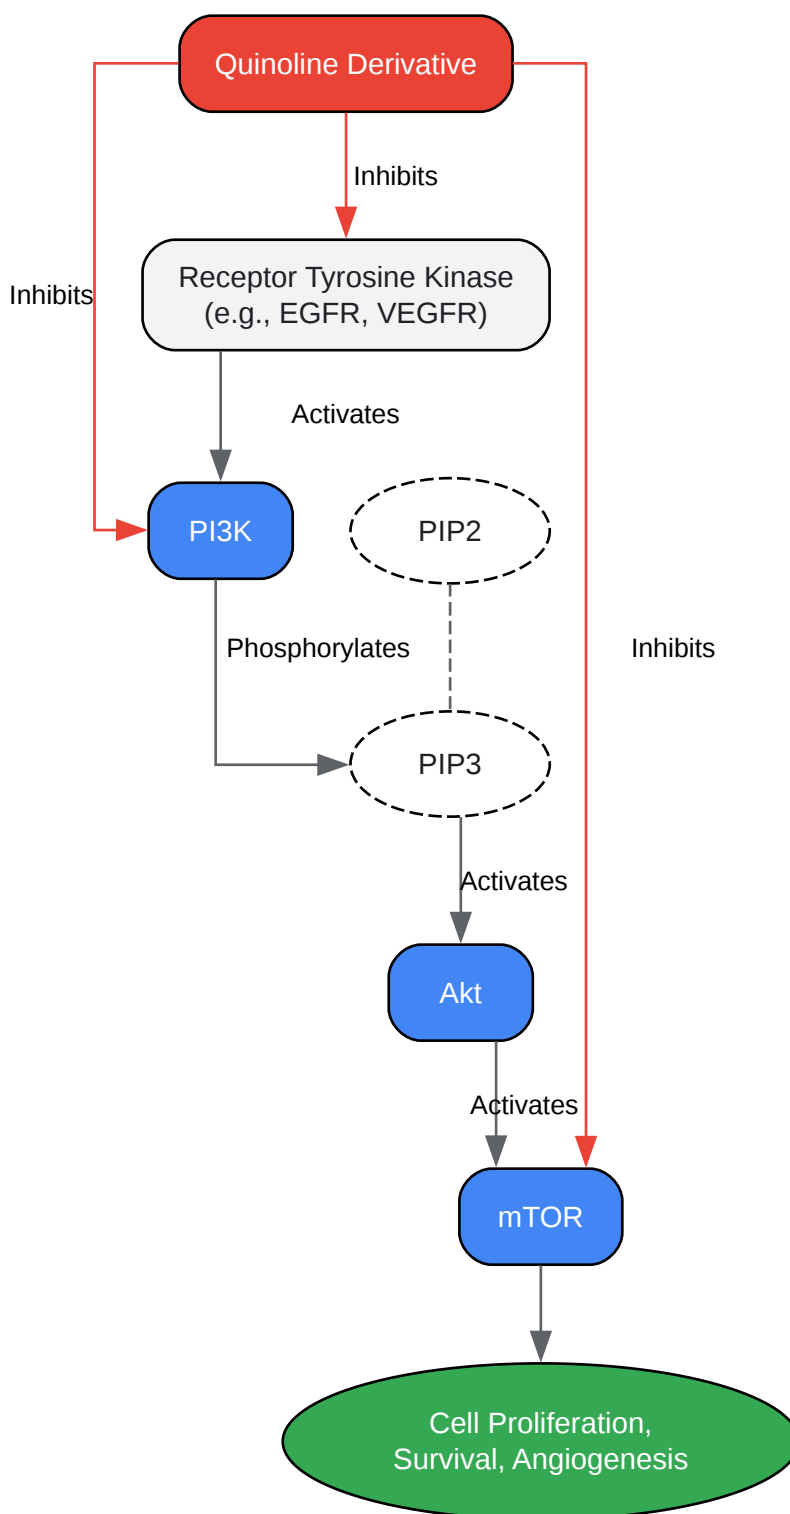 Quinoline Derivative
Inhibits
Receptor Tyrosine Kinase
(e.g., EGFR, VEGFR)
Inhibits
Activates
PI3K
PIP2
Phosphorylates
Inhibits
PIP3
Activates
Akt
Activates
mTOR
Cell Proliferation,
Survival, Angiogenesis